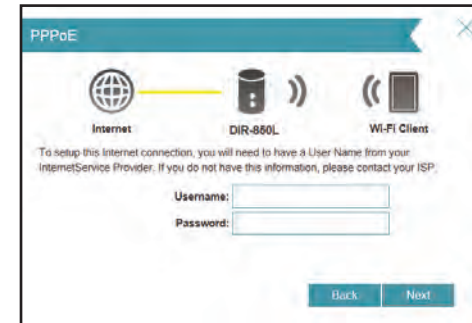 PPPoE
Internet
DIR-850L
Wi-Fi Client
To setup this Internet connection, you will need to have a User Name from your
InternetService Provider. If you do not have this information, please contact your ISP.
Username:
Password:
Back
Next